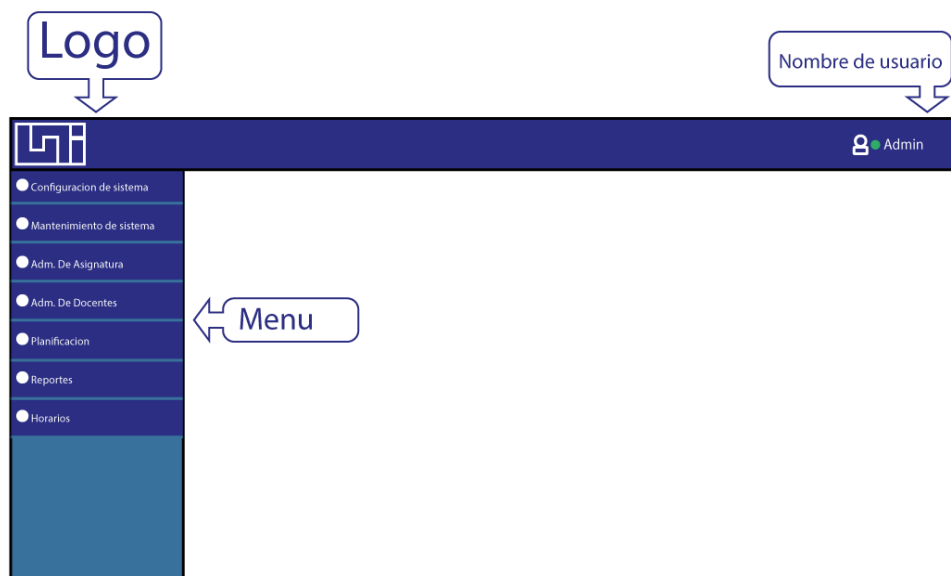 Logo
Nombre de usuario
uni
Admin
Configuracion de sistema
Mantenimiento de sistema
Adm. De Asignatura
Adm. De Docentes
Menu
Planificacion
Reportes
Horarios